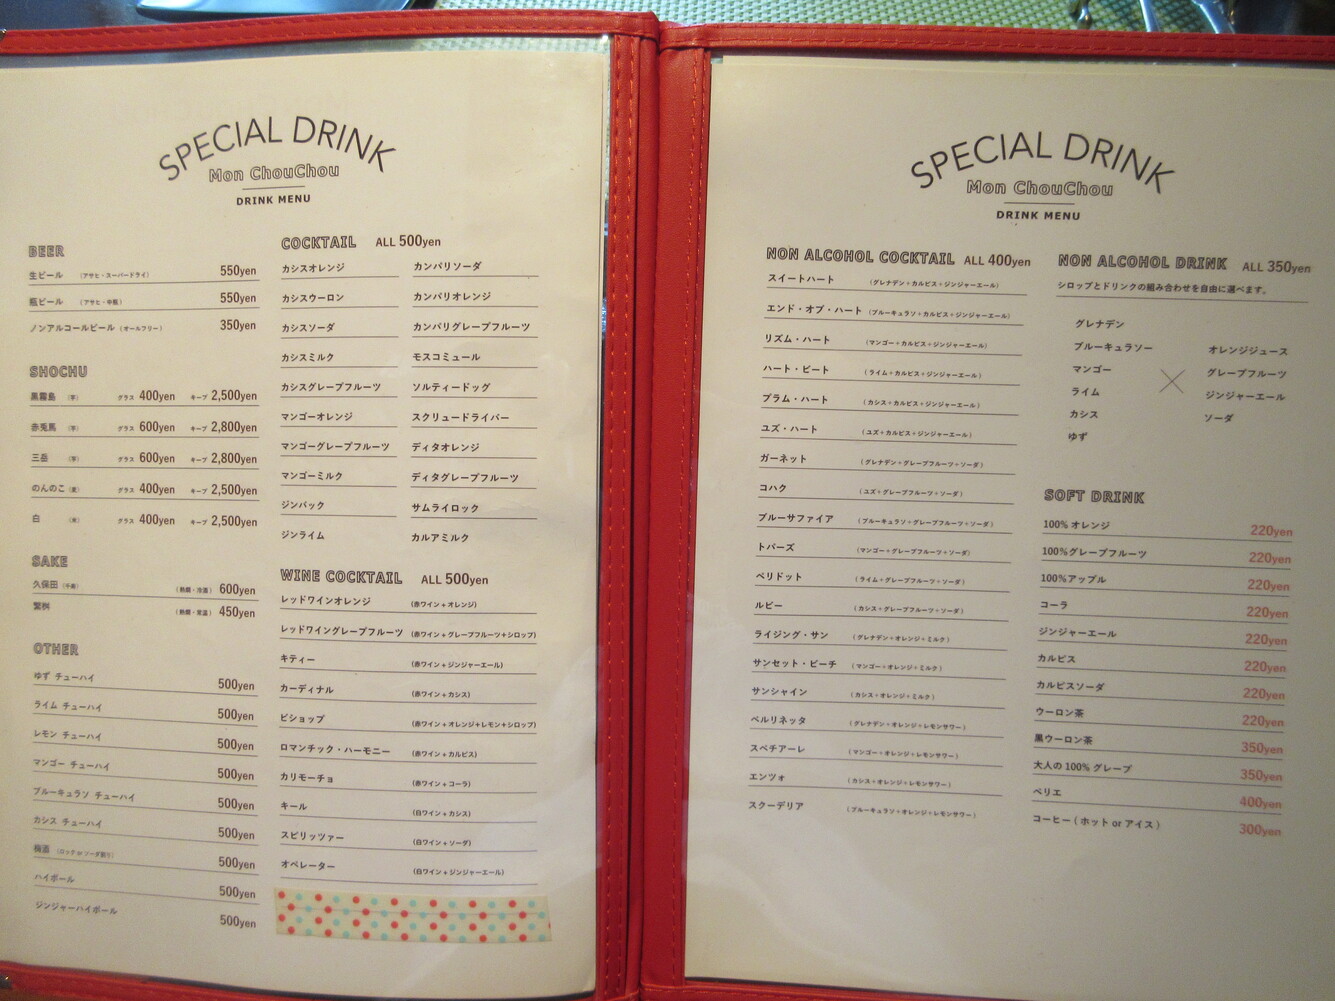 SPECIAL DRINK
Mon ChouChou
DRINK MENU
BEER
生ビール (アサヒ・スーパードライ) 550yen
瓶ビール (アサヒ・中瓶) 550yen
ノンアルコールビール (オールフリー) 350yen
SHOCHU
黒霧島 (芋) グラス 400yen キープ 2,500yen
赤兎馬 (芋) グラス 600yen キープ 2,800yen
三岳 (芋) グラス 600yen キープ 2,800yen
のんのこ (麦) グラス 400yen キープ 2,500yen
白 (米) グラス 400yen キープ 2,500yen
SAKE
久保田 (千寿) (熱燗・冷酒) 600yen
繁桝 (熱燗・常温) 450yen
OTHER
ゆず チューハイ 500yen
ライム チューハイ 500yen
レモン チューハイ 500yen
マンゴー チューハイ 500yen
ブルーキュラソ チューハイ 500yen
カシス チューハイ 500yen
梅酒 (ロック or ソーダ割り) 500yen
ハイボール 500yen
ジンジャーハイボール 500yen
COCKTAIL ALL 500yen
カシスオレンジ カンパリソーダ
カシスウーロン カンパリオレンジ
カシスソーダ カンパリグレープフルーツ
カシスミルク モスコミュール
カシスグレープフルーツ ソルティードッグ
マンゴーオレンジ スクリュードライバー
マンゴーグレープフルーツ ディタオレンジ
マンゴーミルク ディタグレープフルーツ
ジンバック サムライロック
ジンライム カルアミルク
WINE COCKTAIL ALL 500yen
レッドワインオレンジ (赤ワイン+オレンジ)
レッドワイングレープフルーツ (赤ワイン+グレープフルーツ+シロップ)
キティー (赤ワイン+ジンジャーエール)
カーディナル (赤ワイン+カシス)
ビショップ (赤ワイン+オレンジ+レモン+シロップ)
ロマンチック・ハーモニー (赤ワイン+カルピス)
カリモーチョ (赤ワイン+コーラ)
キール (白ワイン+カシス)
スピリッツァー (白ワイン+ソーダ)
オペレーター (白ワイン+ジンジャーエール)
SPECIAL DRINK
Mon ChouChou
DRINK MENU
NON ALCOHOL COCKTAIL ALL 400yen
スイートハート (グレナデン+カルピス+ジンジャーエール)
エンド・オブ・ハート (ブルーキュラソ+カルピス+ジンジャーエール)
リズム・ハート (マンゴー+カルピス+ジンジャーエール)
ハート・ビート (ライム+カルピス+ジンジャーエール)
プラム・ハート (カシス+カルピス+ジンジャーエール)
ユズ・ハート (ユズ+カルピス+ジンジャーエール)
ガーネット (グレナデン+グレープフルーツ+ソーダ)
コハク (ユズ+グレープフルーツ+ソーダ)
ブルーサファイア (ブルーキュラソ+グレープフルーツ+ソーダ)
トパーズ (マンゴー+グレープフルーツ+ソーダ)
ペリドット (ライム+グレープフルーツ+ソーダ)
ルビー (カシス+グレープフルーツ+ソーダ)
ライジング・サン (グレナデン+オレンジ+ミルク)
サンセット・ビーチ (マンゴー+オレンジ+ミルク)
サンシャイン (カシス+オレンジ+ミルク)
ベルリネッタ (グレナデン+オレンジ+レモンサワー)
スペチアーレ (マンゴー+オレンジ+レモンサワー)
エンツォ (カシス+オレンジ+レモンサワー)
スクーデリア (ブルーキュラソ+オレンジ+レモンサワー)
NON ALCOHOL DRINK ALL 350yen
シロップとドリンクの組み合わせを自由に選べます。
グレナデン
ブルーキュラソー オレンジジュース
マンゴー × グレープフルーツ
ライム ジンジャーエール
カシス ソーダ
ゆず
SOFT DRINK
100% オレンジ 220yen
100%グレープフルーツ 220yen
100%アップル 220yen
コーラ 220yen
ジンジャーエール 220yen
カルピス 220yen
カルピスソーダ 220yen
ウーロン茶 220yen
黒ウーロン茶 350yen
大人の 100% グレープ 350yen
ペリエ 400yen
コーヒー ( ホット or アイス ) 300yen